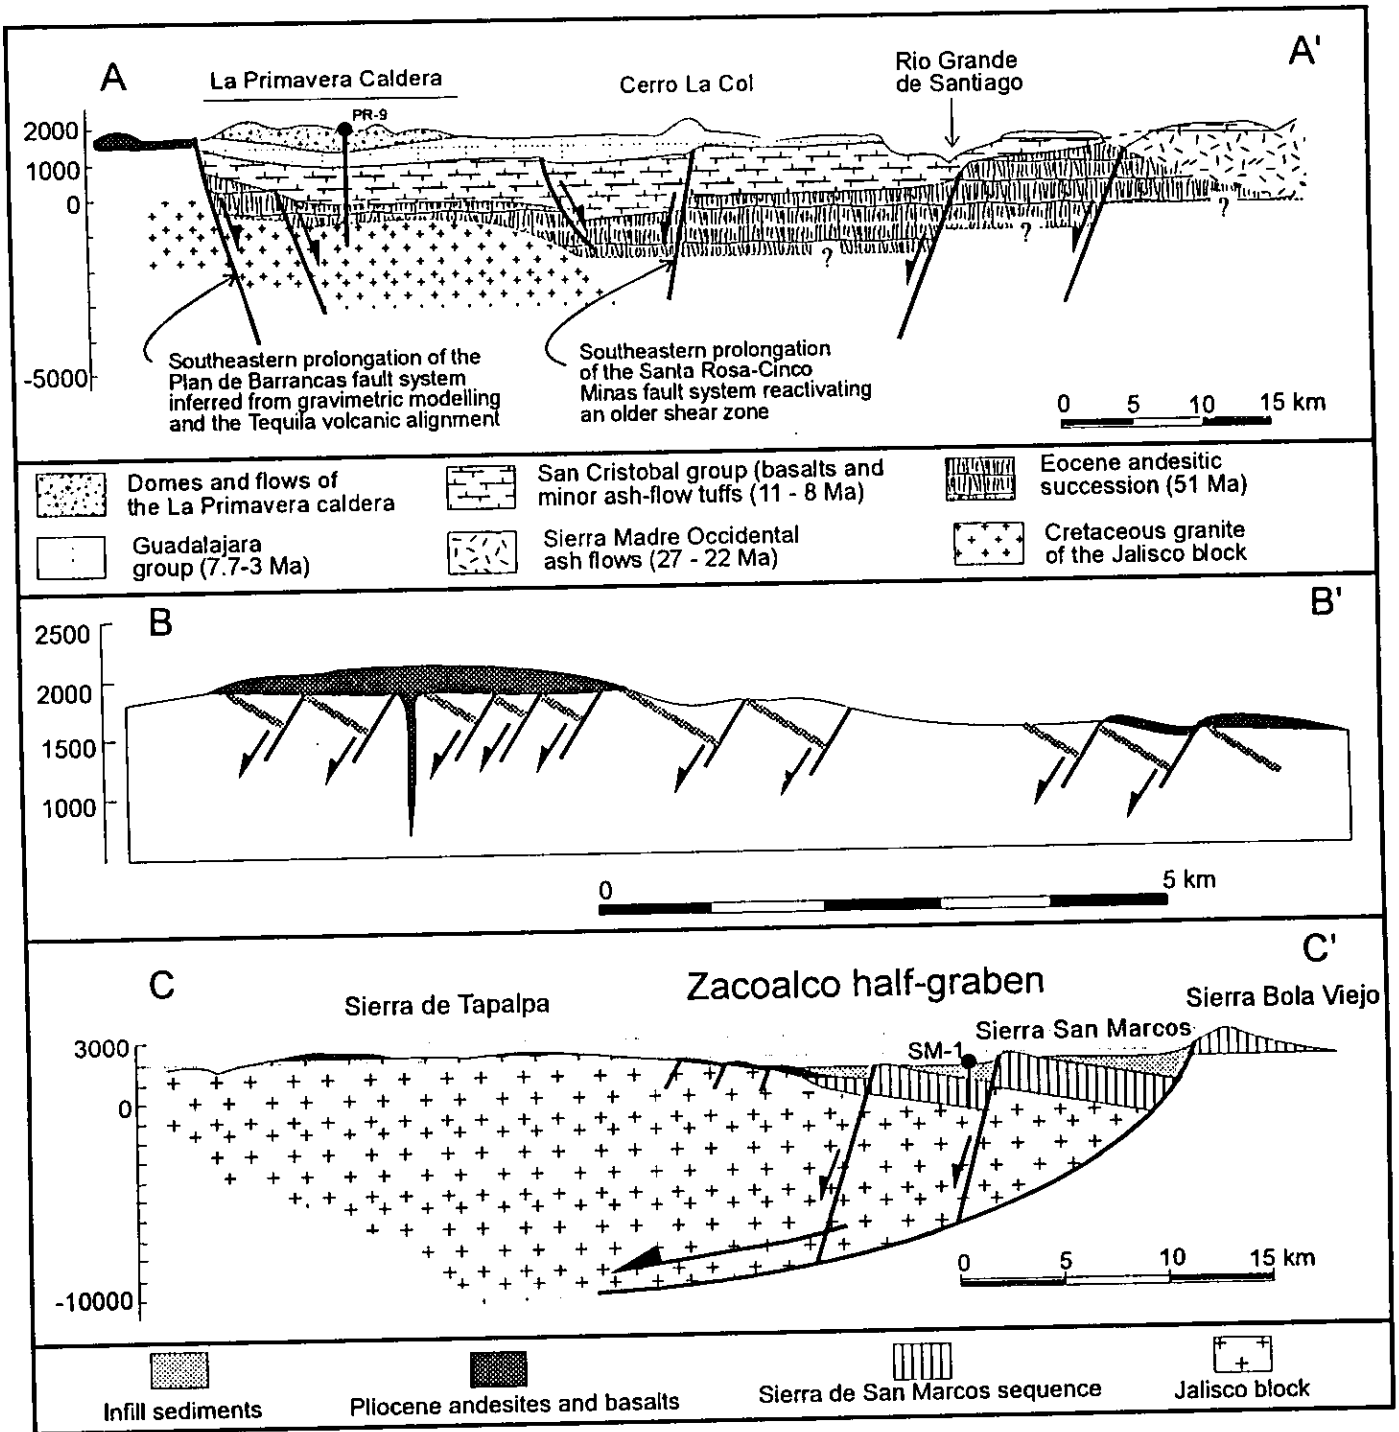 A
La Primavera Caldera
PR-9
Cerro La Col
Rio Grande
de Santiago
A'
2000
1000
0
-5000
?
?
?
Southeastern prolongation of the
Plan de Barrancas fault system
inferred from gravimetric modelling
and the Tequila volcanic alignment
Southeastern prolongation
of the Santa Rosa-Cinco
Minas fault system reactivating
an older shear zone
0 5 10 15 km
Domes and flows of
the La Primavera caldera
San Cristobal group (basalts and
minor ash-flow tuffs (11 - 8 Ma)
Eocene andesitic
succession (51 Ma)
Guadalajara
group (7.7-3 Ma)
Sierra Madre Occidental
ash flows (27 - 22 Ma)
Cretaceous granite
of the Jalisco block
B
B'
2500
2000
1500
1000
0 5 km
C
C'
Sierra de Tapalpa
Zacoalco half-graben
Sierra Bola Viejo
Sierra San Marcos
SM-1
3000
0
-10000
0 5 10 15 km
Infill sediments
Pliocene andesites and basalts
Sierra de San Marcos sequence
Jalisco block